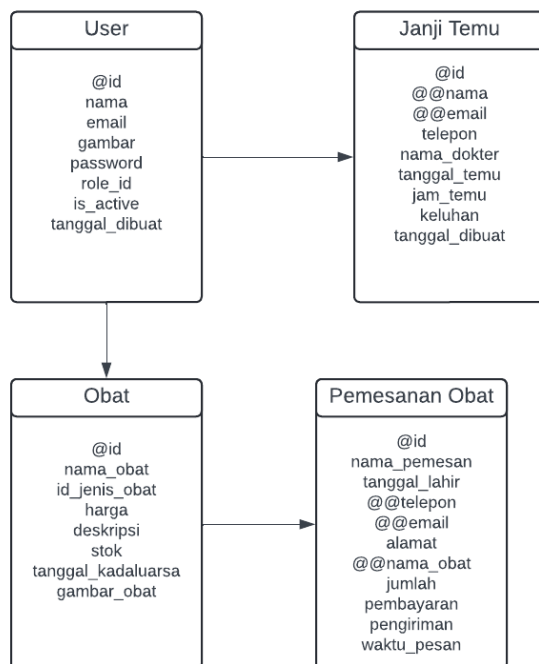 User
@id
nama
email
gambar
password
role_id
is_active
tanggal_dibuat
Janji Temu
@id
@@nama
@@email
telepon
nama_dokter
tanggal_temu
jam_temu
keluhan
tanggal_dibuat
Obat
@id
nama_obat
id_jenis_obat
harga
deskripsi
stok
tanggal_kadaluarsa
gambar_obat
Pemesanan Obat
@id
nama_pemesan
tanggal_lahir
@@telepon
@@email
alamat
@@nama_obat
jumlah
pembayaran
pengiriman
waktu_pesan